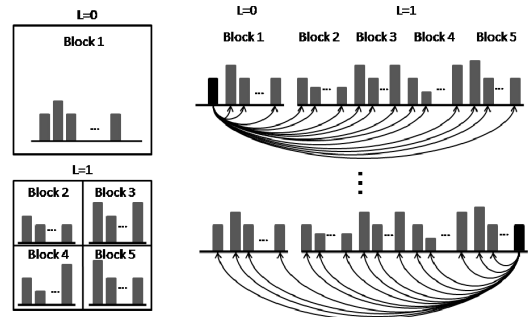 L=0
Block 1
...
L=1
Block 2 Block 3
... ...
Block 4 Block 5
... ...
L=0 L=1
Block 1 Block 2 Block 3 Block 4 Block 5
... ... ... ... ...
... ... ... ... ...